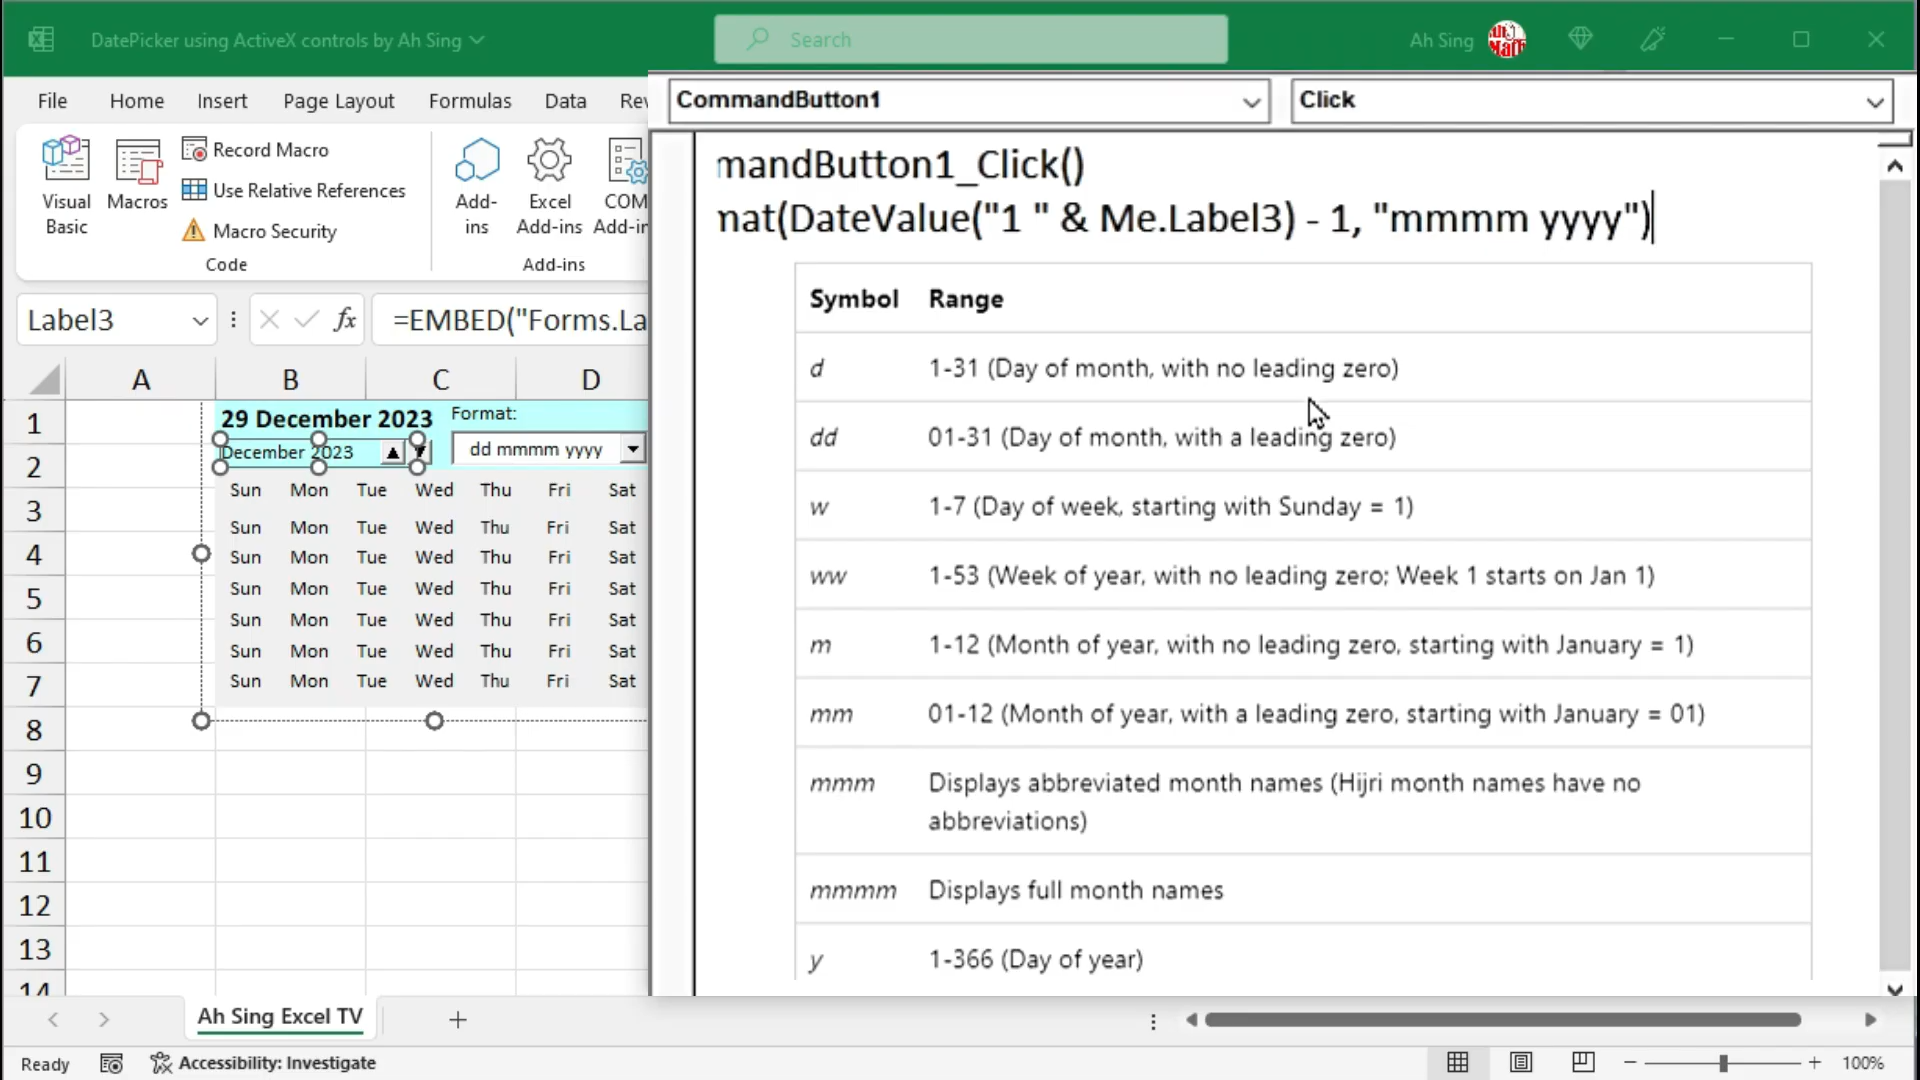 DatePicker using ActiveX controls by Ah Sing
Search
Ah Sing
File Home Insert Page Layout Formulas Data
Visual Basic
Macros
Record Macro
Use Relative References
Macro Security
Code
Add-ins
Excel Add-ins
COM
Add-ins
Label3
fx
=EMBED("Forms.La
A B C D
1
2
3
4
5
6
7
8
9
10
11
12
13
14
29 December 2023
Format:
December 2023
dd mmmm yyyy
Sun Mon Tue Wed Thu Fri Sat
Sun Mon Tue Wed Thu Fri Sat
Sun Mon Tue Wed Thu Fri Sat
Sun Mon Tue Wed Thu Fri Sat
Sun Mon Tue Wed Thu Fri Sat
Sun Mon Tue Wed Thu Fri Sat
Sun Mon Tue Wed Thu Fri Sat
CommandButton1
Click
mandButton1_Click()
nat(DateValue("1 " & Me.Label3) - 1, "mmmm yyyy")
Symbol Range
d 1-31 (Day of month, with no leading zero)
dd 01-31 (Day of month, with a leading zero)
w 1-7 (Day of week, starting with Sunday = 1)
ww 1-53 (Week of year, with no leading zero; Week 1 starts on Jan 1)
m 1-12 (Month of year, with no leading zero, starting with January = 1)
mm 01-12 (Month of year, with a leading zero, starting with January = 01)
mmm Displays abbreviated month names (Hijri month names have no
abbreviations)
mmmm Displays full month names
y 1-366 (Day of year)
Ah Sing Excel TV
Ready
Accessibility: Investigate
100%